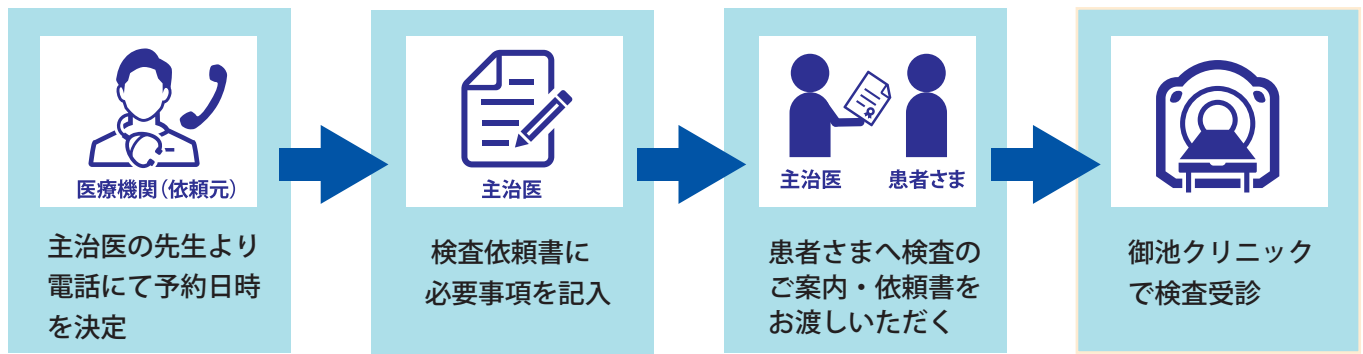 医療機関（依頼元）
主治医の先生より
電話にて予約日時
を決定
主治医
検査依頼書に
必要事項を記入
主治医
患者さま
患者さまへ検査の
ご案内・依頼書を
お渡しいただく
御池クリニック
で検査受診